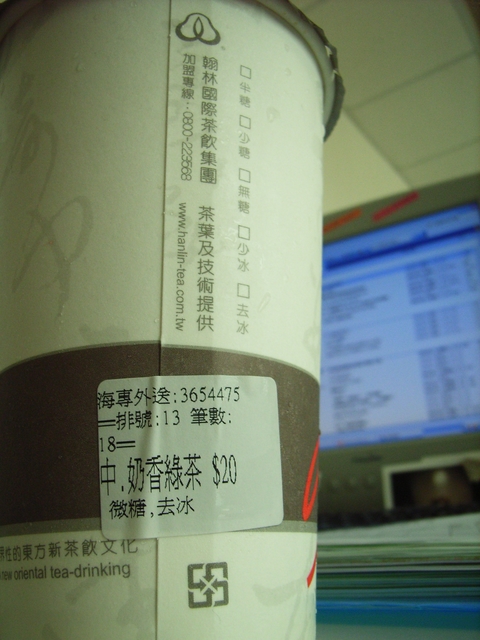 翰林國際茶飲集團 茶葉及技術提供
加盟專線:0800-223568 www.hanlin-tea.com.tw
□半糖 □少糖 □無糖 □少冰 □去冰
海專外送:3654475
═排號:13 筆數:
18═
中.奶香綠茶 $20
微糖,去冰
性的東方新茶飲文化
new oriental tea-drinking